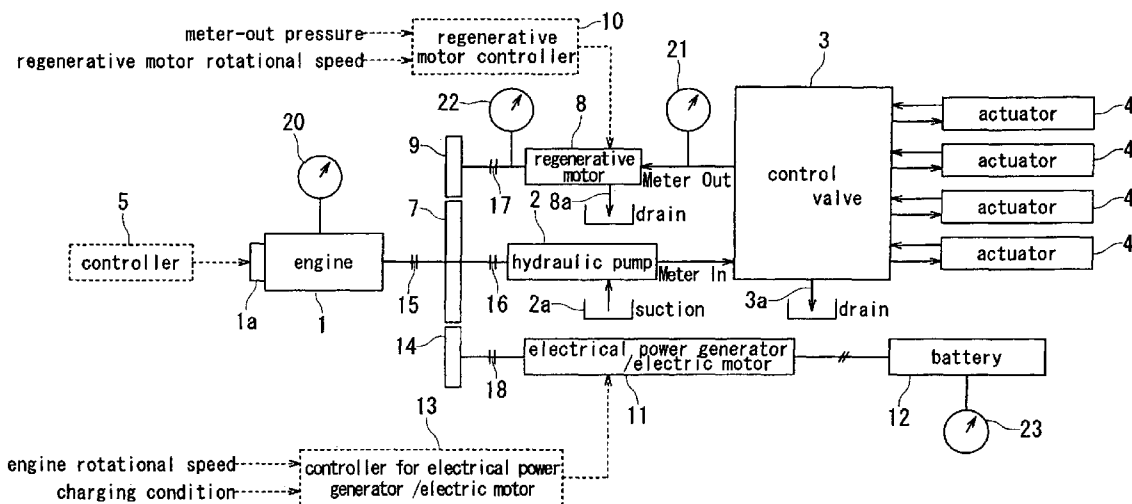 10
meter-out pressure
regenerative
motor controller
regenerative motor rotational speed
21
3
22
8
20
9
regenerative
motor
Meter Out
17
8a
drain
7
2
5
controller
engine
hydraulic pump
Meter In
control
valve
actuator
4
actuator
4
actuator
4
actuator
4
1a
1
15
16
2a
suction
3a
drain
14
18
electrical power generator
/electric motor
battery
11
12
23
13
engine rotational speed
charging condition
controller for electrical power
generator /electric motor